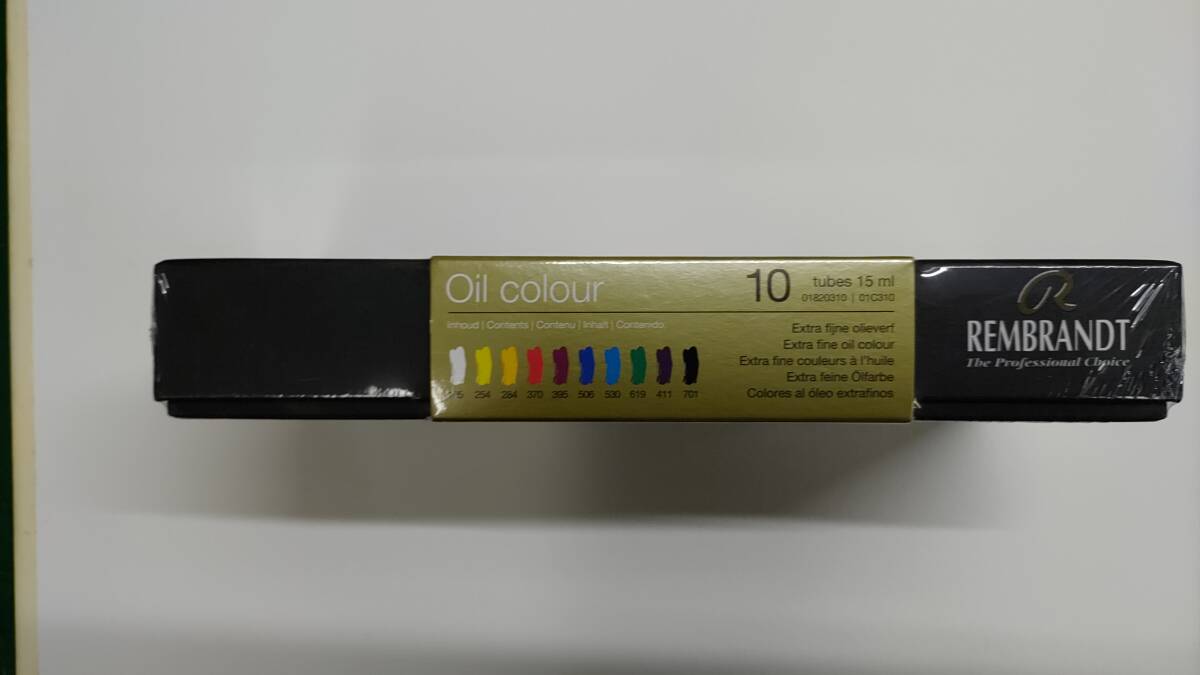 Oil colour
10 tubes 15 ml
01820310 | 01C310
Inhoud | Contents | Contenu | Inhalt | Contenido:
254 284 370 395 506 530 619 411 701
Extra fijne olieverf
Extra fine oil colour
Extra fine couleurs à l'huile
Extra feine Ölfarbe
Colores al óleo extrafinos
R
REMBRANDT
The Professional Choice